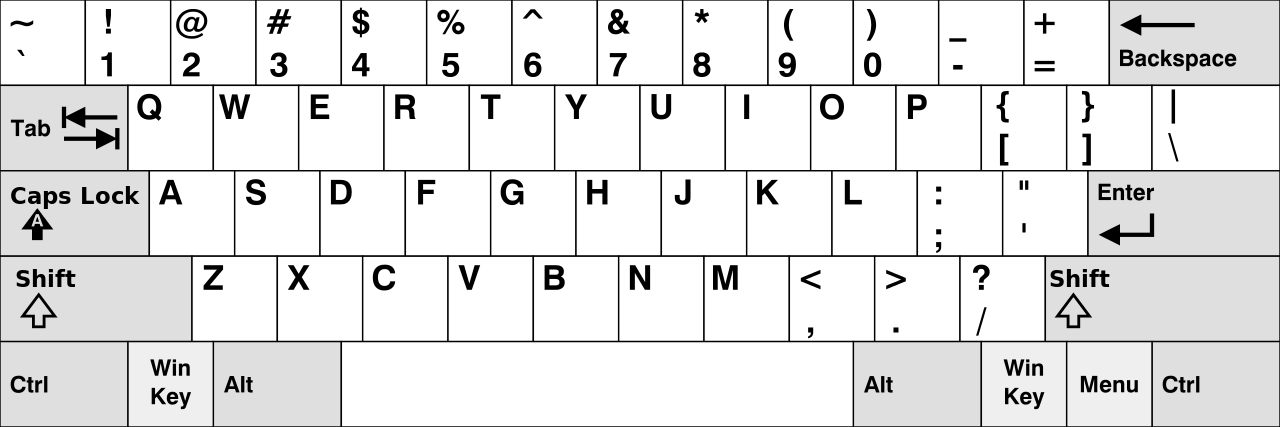 ~ ! @ # $ % ^ & * ( ) _ +
` 1 2 3 4 5 6 7 8 9 0 - = Backspace
Tab Q W E R T Y U I O P { } |
[ ] \
Caps Lock A S D F G H J K L : " Enter
A ; '
Shift Z X C V B N M < > ? Shift
, . /
Ctrl Win Key Alt Alt Win Key Menu Ctrl